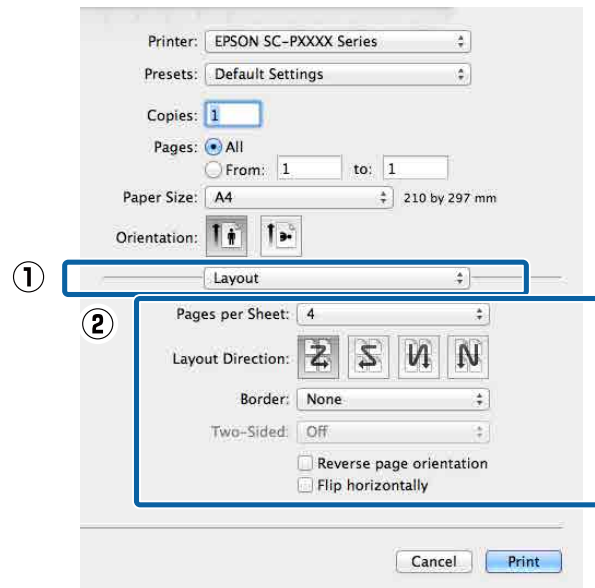 Printer: EPSON SC-PXXXX Series
Presets: Default Settings
Copies: 1
Pages: All
From: 1 to: 1
Paper Size: A4 210 by 297 mm
Orientation:
① Layout
② Pages per Sheet: 4
Layout Direction:
Border: None
Two-Sided: Off
Reverse page orientation
Flip horizontally
Cancel Print